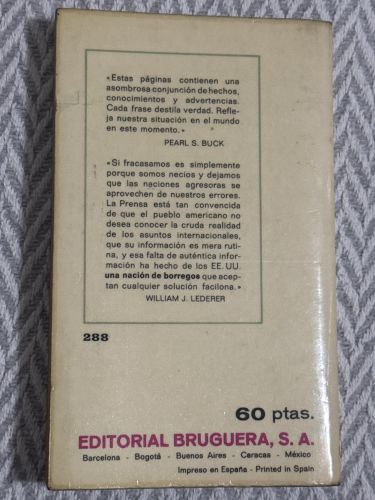 «Estas páginas contienen una
asombrosa conjunción de hechos,
conocimientos y advertencias.
Cada frase destila verdad. Refle-
ja nuestra situación en el mundo
en este momento.»
PEARL S. BUCK
«Si fracasamos es simplemente
porque somos necios y dejamos
que las naciones agresoras se
aprovechen de nuestros errores.
La Prensa está tan convencida
de que el pueblo americano no
desea conocer la cruda realidad
de los asuntos internacionales,
que su información es mera ruti-
na, y esa falta de auténtica infor-
mación ha hecho de los EE. UU.
una nación de borregos que acep-
tan cualquier solución facilona.»
WILLIAM J. LEDERER
288
60 ptas.
EDITORIAL BRUGUERA, S. A.
Barcelona - Bogotá - Buenos Aires - Caracas - México
Impreso en España - Printed in Spain